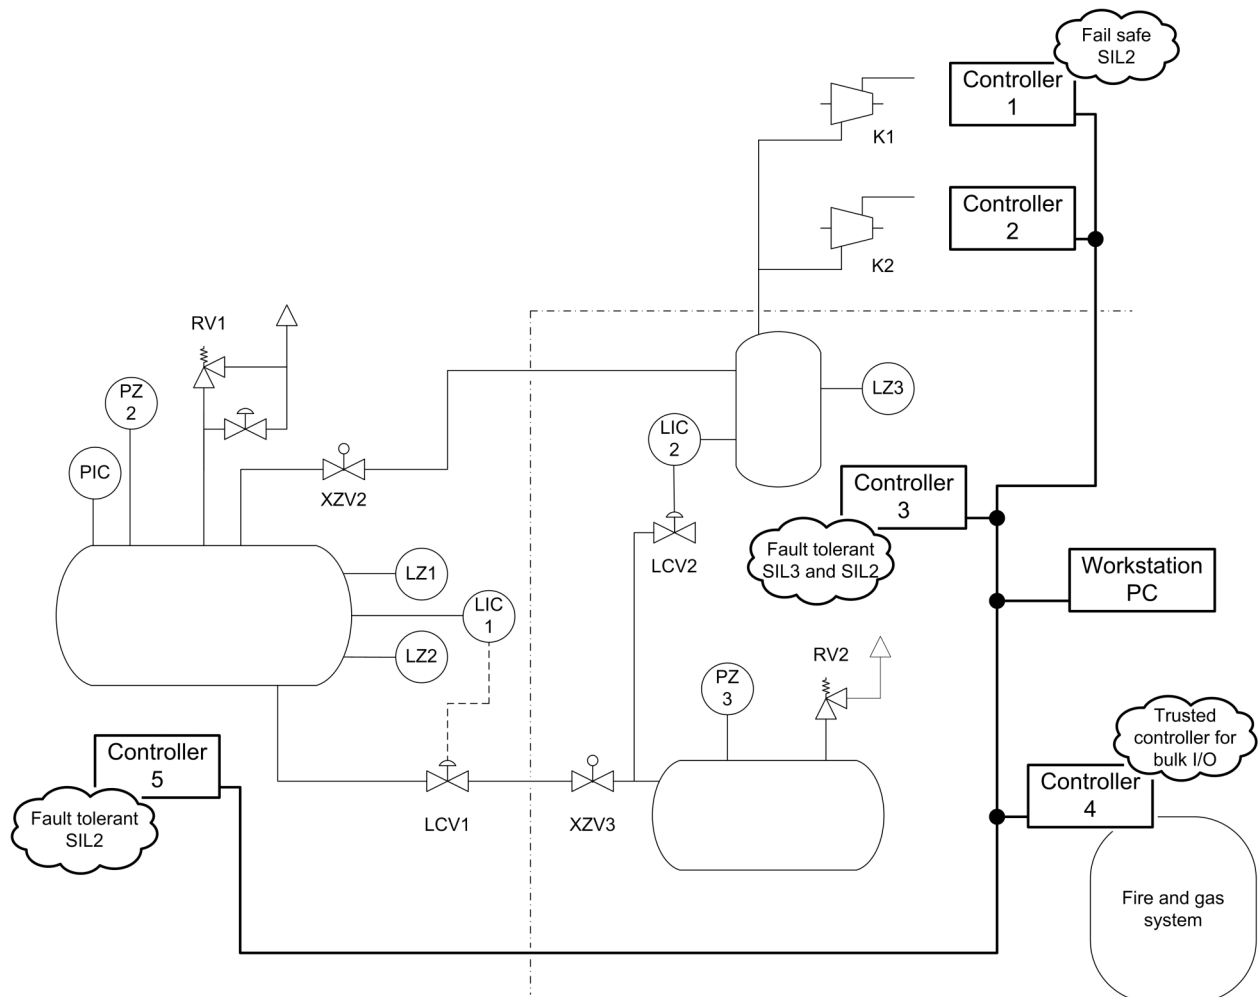 Fail safe
SIL2
Controller
1
K1
Controller
2
K2
RV1
PZ
2
PIC
XZV2
LZ3
LIC
2
LCV2
Controller
3
Fault tolerant
SIL3 and SIL2
Workstation
PC
LZ1
LIC
1
LZ2
RV2
PZ
3
Controller
5
Fault tolerant
SIL2
LCV1
XZV3
Trusted
controller for
bulk I/O
Controller
4
Fire and gas
system